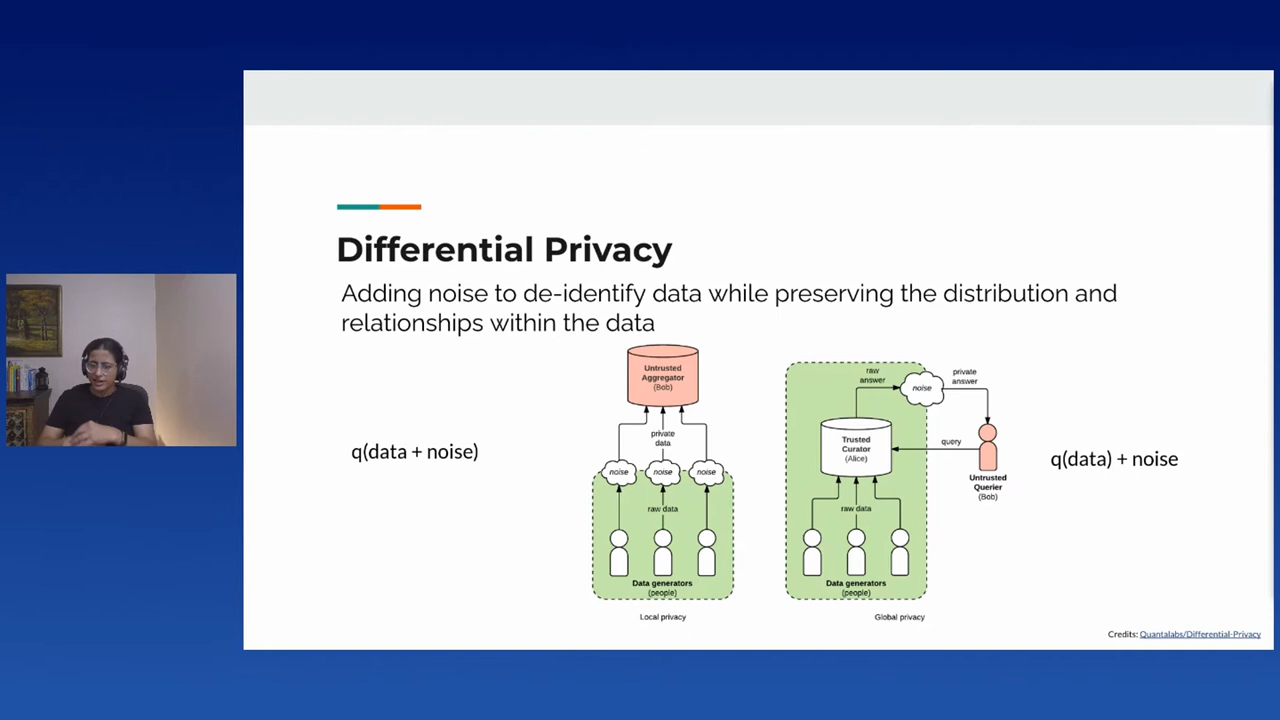 Differential Privacy
Adding noise to de-identify data while preserving the distribution and
relationships within the data
q(data + noise)
Untrusted
Aggregator
(Bob)
private
data
noise
noise
noise
raw data
Data generators
(people)
Local privacy
raw
answer
noise
private
answer
Trusted
Curator
(Alice)
query
Untrusted
Querier
(Bob)
raw data
Data generators
(people)
Global privacy
q(data) + noise
Credits: Quantalabs/Differential-Privacy